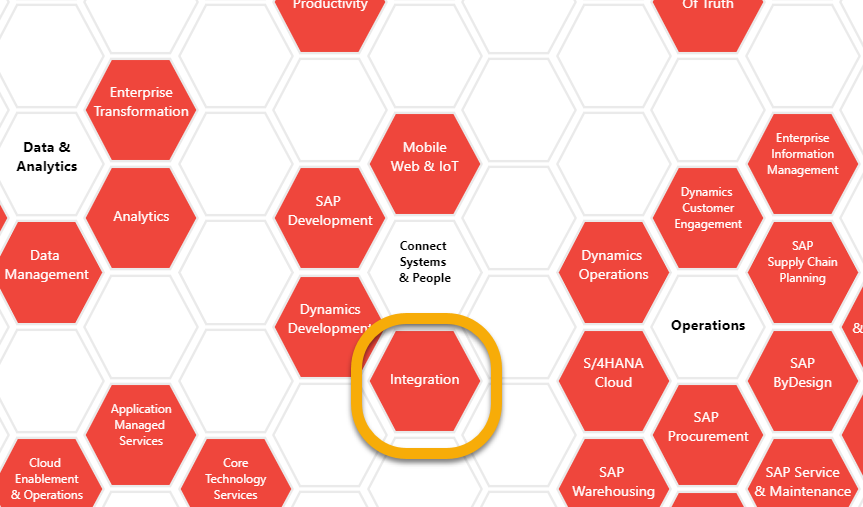 Productivity
Of Truth
Enterprise
Transformation
Data &
Analytics
Mobile
Web & IoT
Enterprise
Information
Management
Analytics
SAP
Development
Dynamics
Customer
Engagement
Data
Management
Connect
Systems
& People
Dynamics
Operations
SAP
Supply Chain
Planning
Dynamics
Development
Operations
&
Integration
S/4HANA
Cloud
SAP
ByDesign
Application
Managed
Services
SAP
Procurement
Cloud
Enablement
& Operations
Core
Technology
Services
SAP
Warehousing
SAP Service
& Maintenance